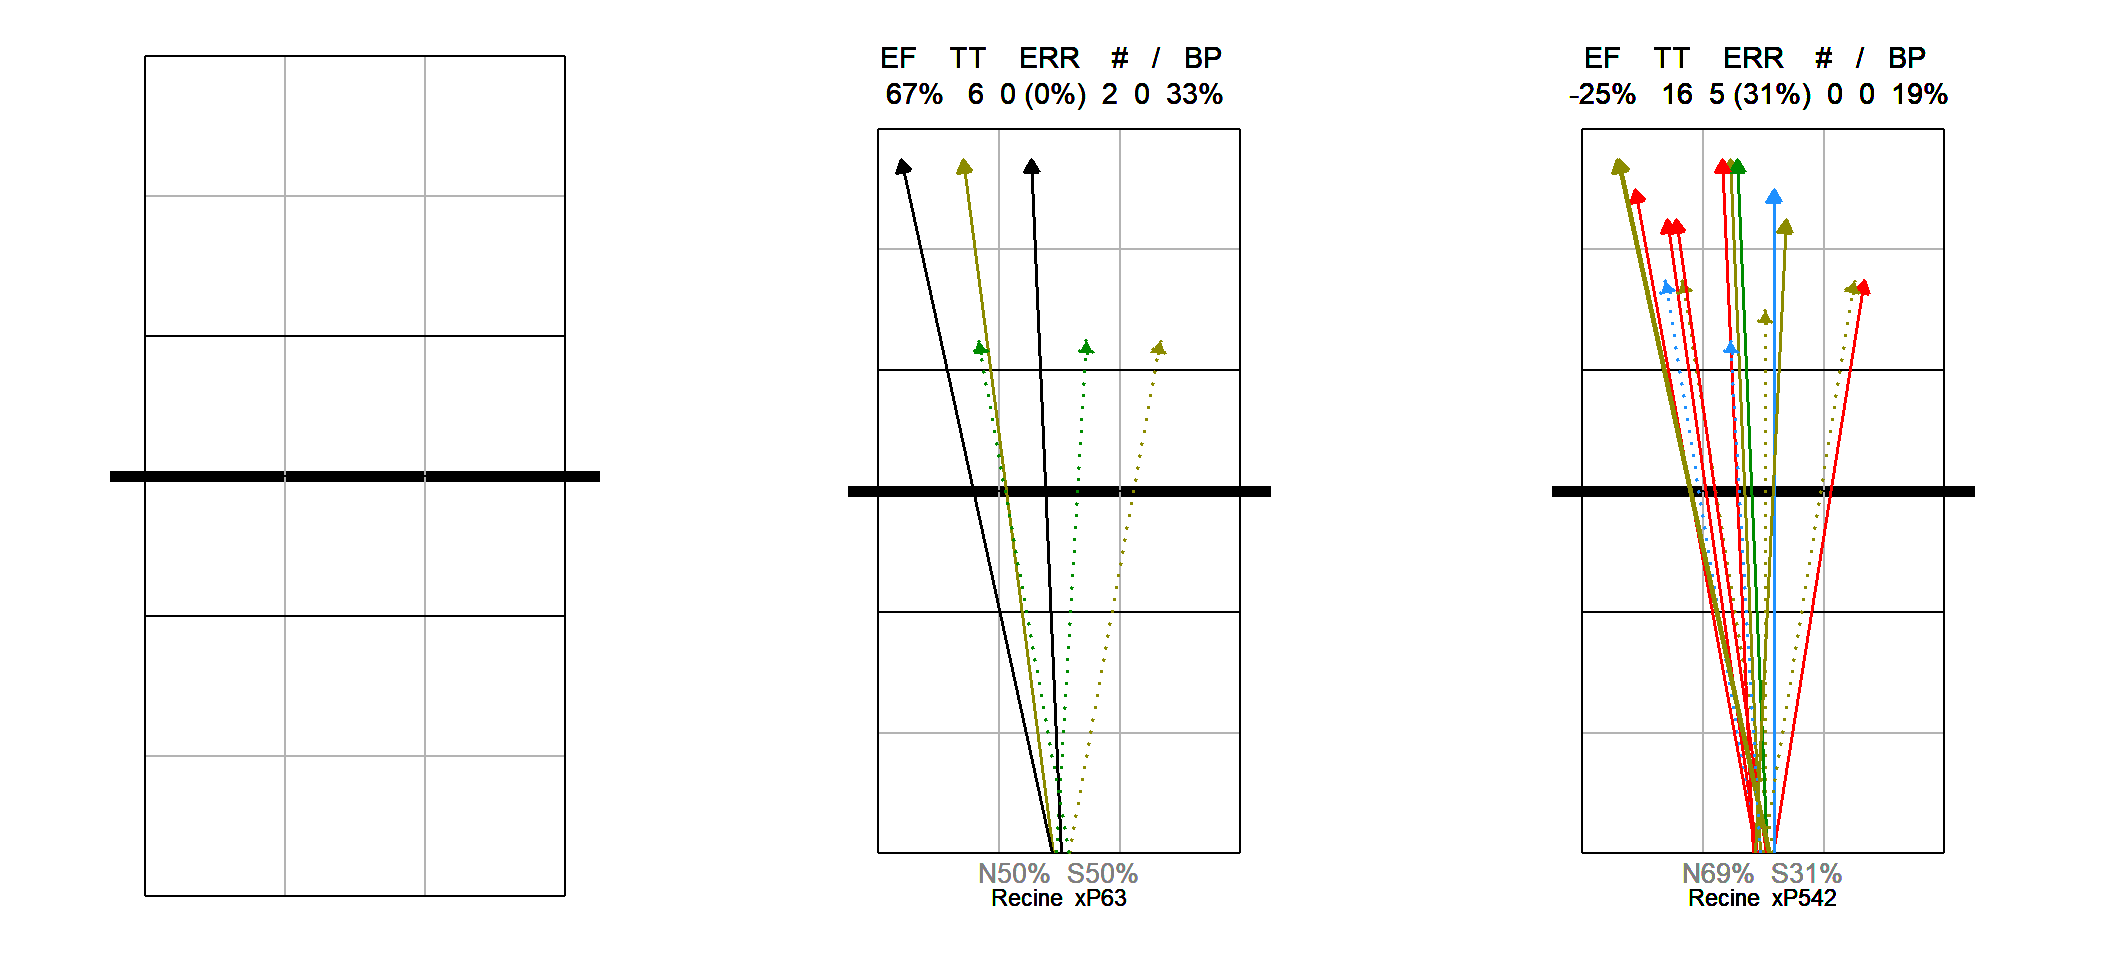 EF TT ERR # / BP
67% 6 0 (0%) 2 0 33%
N50% S50%
Recine xP63
EF TT ERR # / BP
-25% 16 5 (31%) 0 0 19%
N69% S31%
Recine xP542